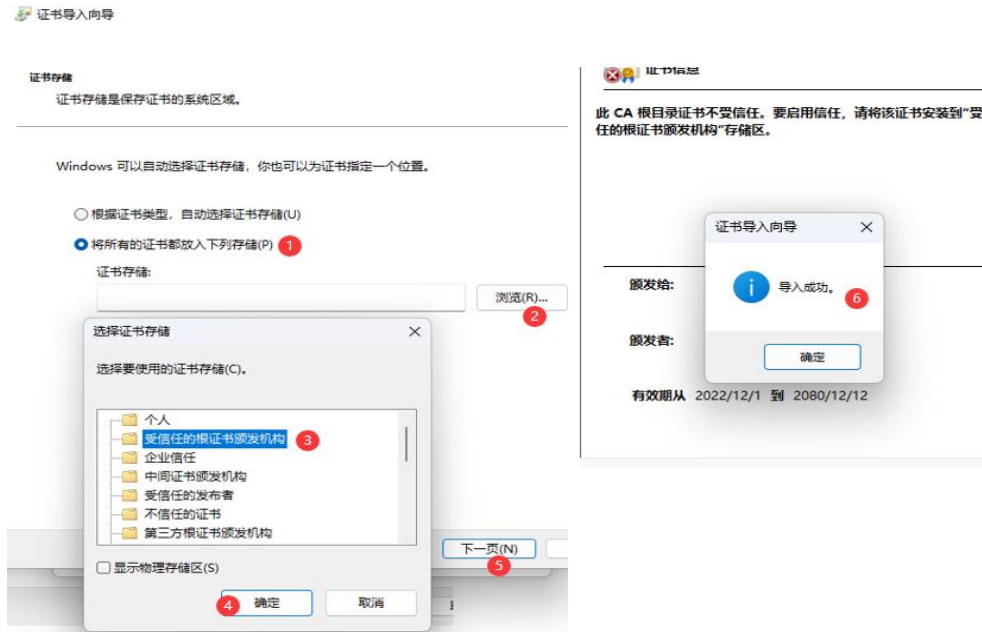 证书导入向导
证书存储
证书存储是保存证书的系统区域。
Windows 可以自动选择证书存储，你也可以为证书指定一个位置。
根据证书类型，自动选择证书存储(U)
将所有的证书都放入下列存储(P) 1
证书存储:
浏览(R)...
2
选择证书存储
选择要使用的证书存储(C)。
个人
受信任的根证书颁发机构 3
企业信任
中间证书颁发机构
受信任的发布者
不信任的证书
第三方根证书颁发机构
显示物理存储区(S)
4 确定
取消
下一页(N)
5
证书信息
此 CA 根目录证书不受信任。要启用信任，请将该证书安装到"受
任的根证书颁发机构"存储区。
证书导入向导
导入成功。 6
确定
颁发给:
颁发者:
有效期从 2022/12/1 到 2080/12/12